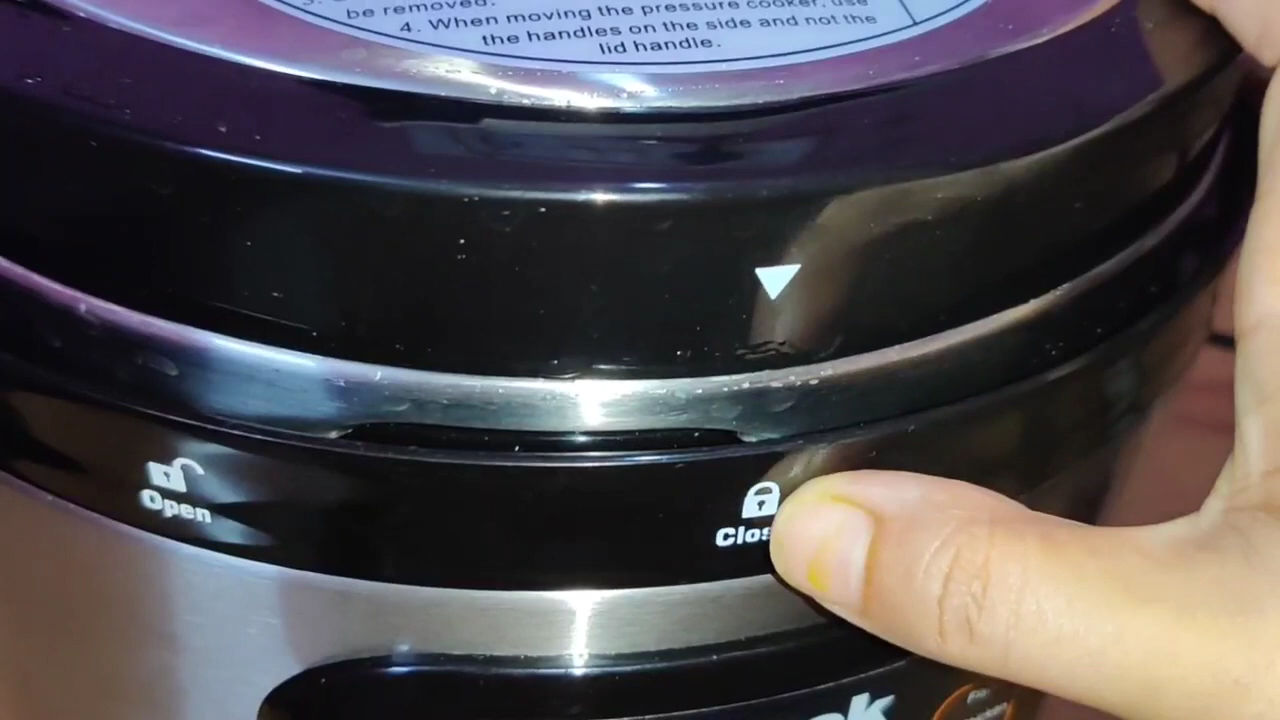 be removed.
4. When moving the pressure cooker, use
the handles on the side and not the
lid handle.
Open